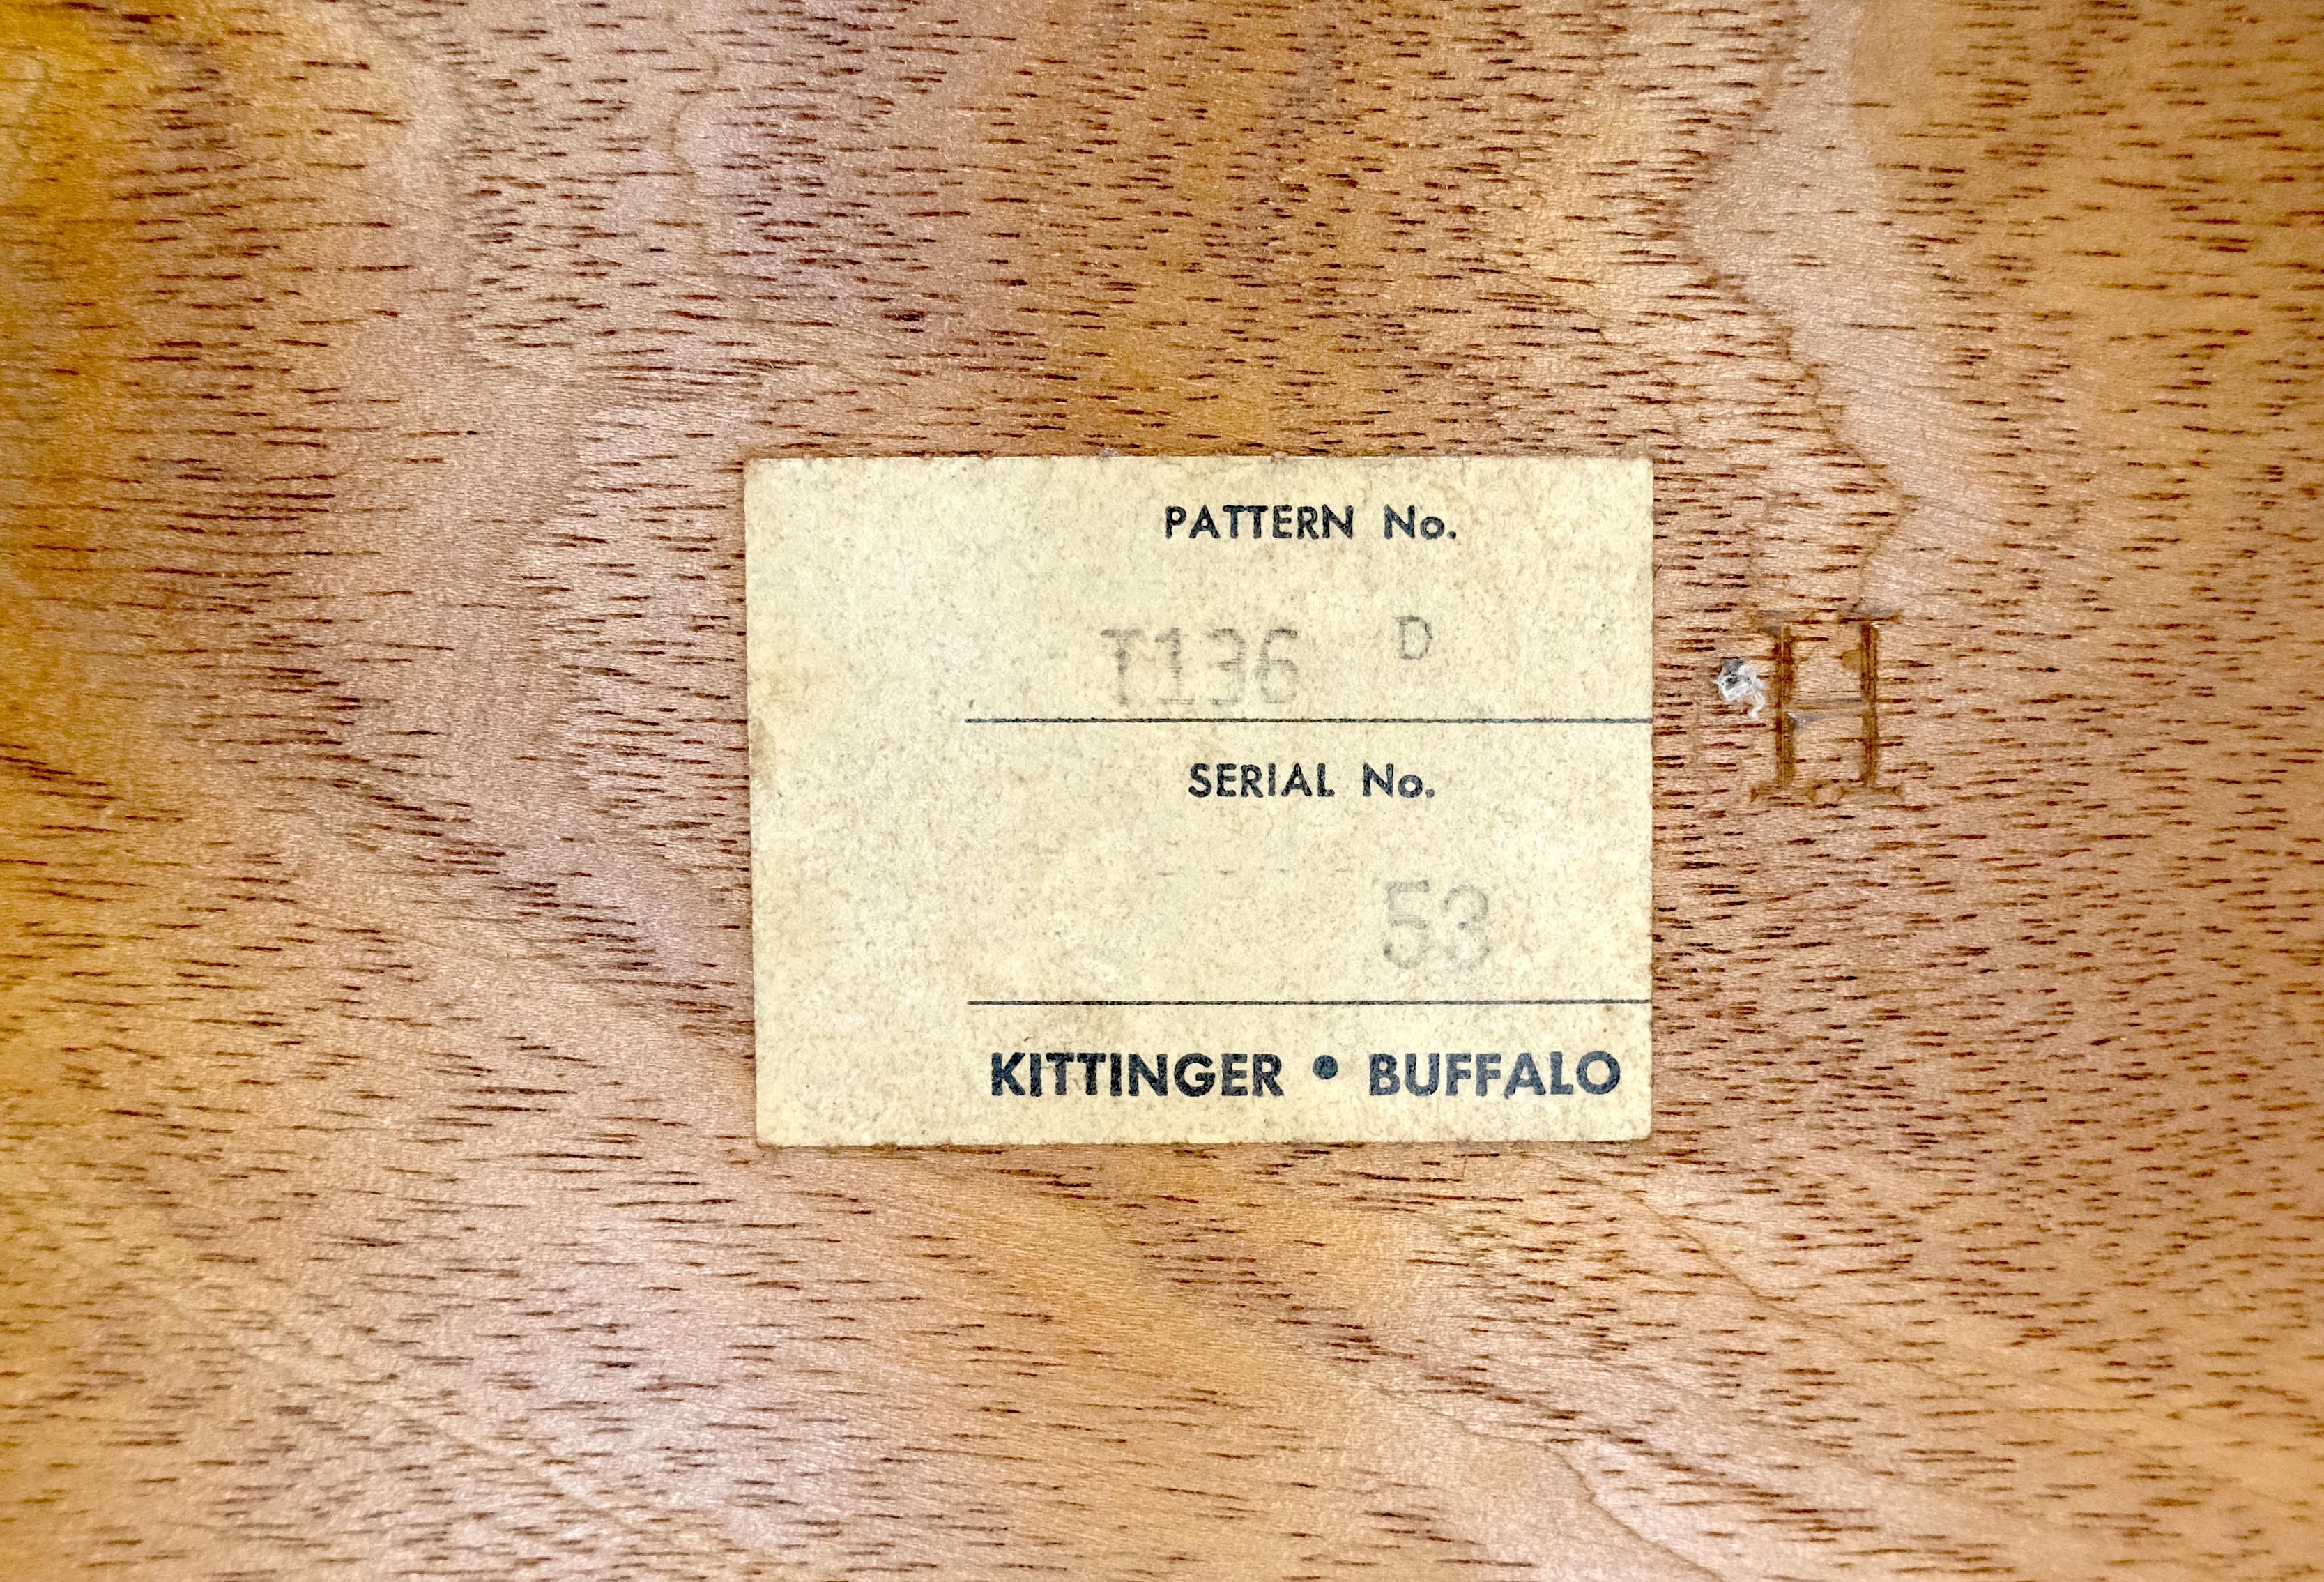 PATTERN No.
T136 D
SERIAL No.
53
KITTINGER • BUFFALO
H